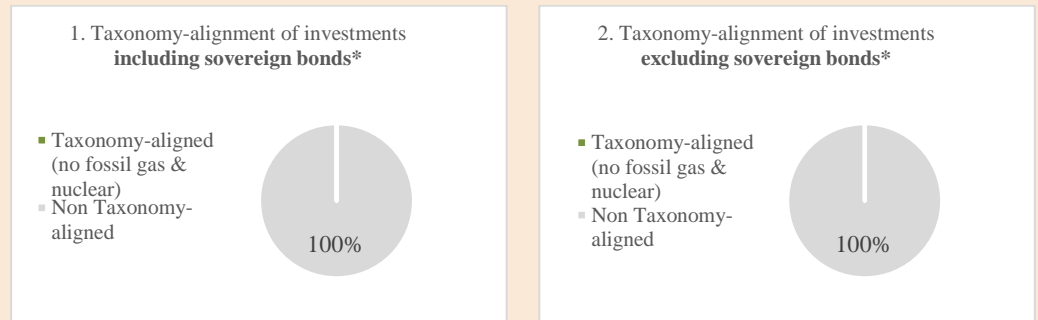 1. Taxonomy-alignment of investments
including sovereign bonds*
Taxonomy-aligned
(no fossil gas &
nuclear)
Non Taxonomy-
aligned
100%
2. Taxonomy-alignment of investments
excluding sovereign bonds*
Taxonomy-aligned
(no fossil gas &
nuclear)
Non Taxonomy-
aligned
100%